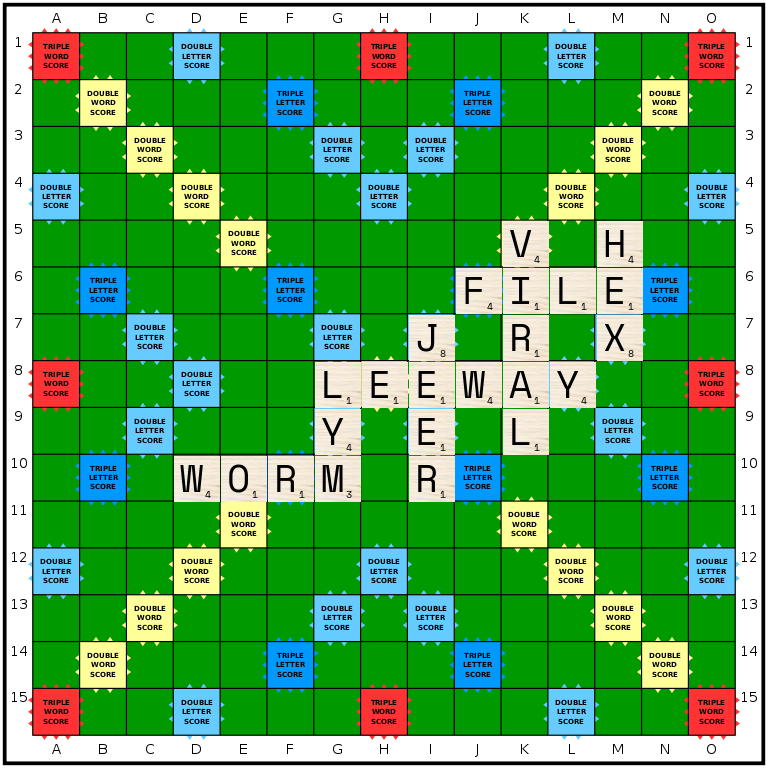 A B C D E F G H I J K L M N O
1 1
TRIPLE DOUBLE TRIPLE DOUBLE TRIPLE
WORD LETTER WORD LETTER WORD
SCORE SCORE SCORE SCORE SCORE
2 2
DOUBLE TRIPLE TRIPLE DOUBLE
WORD LETTER LETTER WORD
SCORE SCORE SCORE SCORE
3 3
DOUBLE DOUBLE DOUBLE DOUBLE
WORD LETTER LETTER WORD
SCORE SCORE SCORE SCORE
4 4
DOUBLE DOUBLE DOUBLE DOUBLE DOUBLE
LETTER WORD LETTER WORD LETTER
SCORE SCORE SCORE SCORE SCORE
5 5
DOUBLE
WORD
SCORE
V4 H4
6 6
TRIPLE TRIPLE TRIPLE
LETTER LETTER LETTER
SCORE SCORE SCORE
F4 I1 L1 E1
7 7
DOUBLE DOUBLE
LETTER LETTER
SCORE SCORE
J8 R1 X8
8 8
TRIPLE DOUBLE TRIPLE
WORD LETTER WORD
SCORE SCORE SCORE
L1 E1 E1 W4 A1 Y4
9 9
DOUBLE DOUBLE
LETTER LETTER
SCORE SCORE
Y4 E1 L1
10 10
TRIPLE TRIPLE TRIPLE
LETTER LETTER LETTER
SCORE SCORE SCORE
W4 O1 R1 M3 R1
11 11
DOUBLE DOUBLE
WORD WORD
SCORE SCORE
12 12
DOUBLE DOUBLE DOUBLE DOUBLE DOUBLE
LETTER WORD LETTER WORD LETTER
SCORE SCORE SCORE SCORE SCORE
13 13
DOUBLE DOUBLE DOUBLE DOUBLE
WORD LETTER LETTER WORD
SCORE SCORE SCORE SCORE
14 14
DOUBLE TRIPLE TRIPLE DOUBLE
WORD LETTER LETTER WORD
SCORE SCORE SCORE SCORE
15 15
TRIPLE DOUBLE TRIPLE DOUBLE TRIPLE
WORD LETTER WORD LETTER WORD
SCORE SCORE SCORE SCORE SCORE
A B C D E F G H I J K L M N O